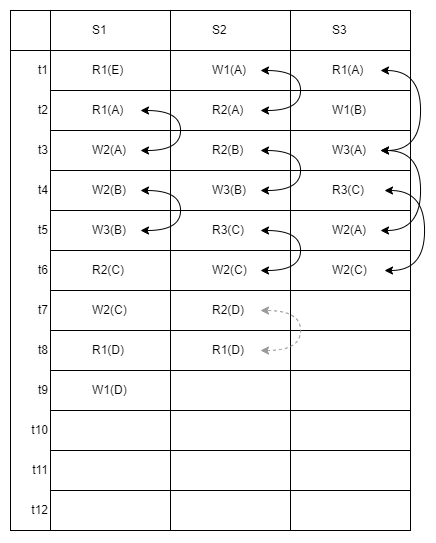 S1 S2 S3
t1 R1(E) W1(A) R1(A)
t2 R1(A) R2(A) W1(B)
t3 W2(A) R2(B) W3(A)
t4 W2(B) W3(B) R3(C)
t5 W3(B) R3(C) W2(A)
t6 R2(C) W2(C) W2(C)
t7 W2(C) R2(D)
t8 R1(D) R1(D)
t9 W1(D)
t10
t11
t12